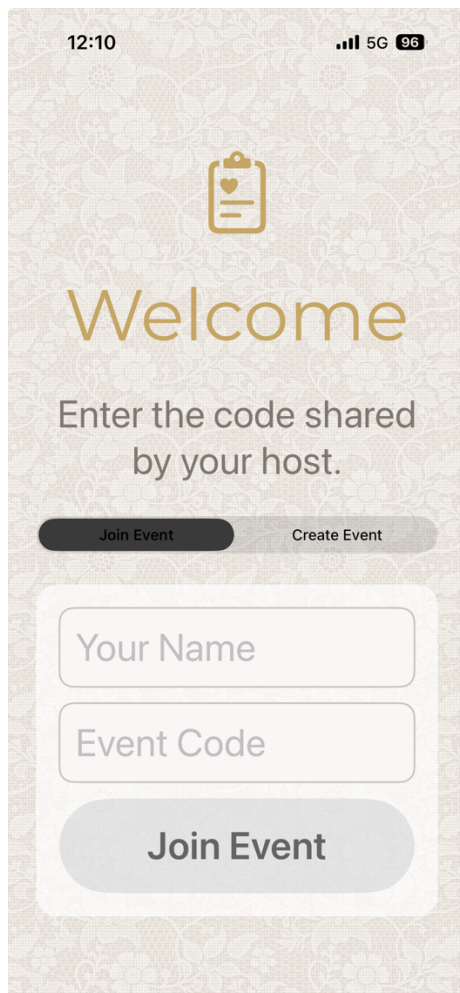 12:10
5G 96
Welcome
Enter the code shared
by your host.
Join Event
Create Event
Your Name
Event Code
Join Event